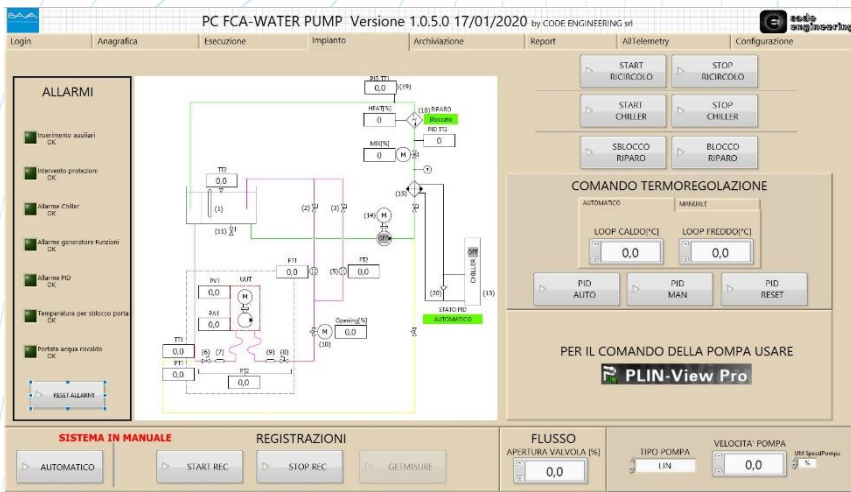 PC FCA-WATER PUMP Versione 1.0.5.0 17/01/2020 by CODE ENGINEERING srl
code engineering
Login Anagrafica Esecuzione Impianto Archiviazione Report AllTelemetry Configurazione
ALLARMI
Inserimento ausiliari
OK
Intervento protezioni
OK
Allarme Chiller
OK
Allarme generatore Funzioni
OK
Allarme PID
OK
Temperatura per sblocco porta
OK
Portata acqua riscaldo
OK
RESET ALLARMI
PID TT1
0,0 (19)
HEAT[%] (18) RIPARO
0 Bloccato
PID TT2
MIX[%] 0
0 M
TT2
0,0
(1)
(2) (3)
(15)
(14) M
(11)
OFF
OFF
CHILLER
FT1 FT2
0,0 (5) 0,0
PV1 UUT
0,0 M
PA1
0,0
(20) (13)
STATO PID
AUTOMATICO
Opening[%]
M 0,0
(10)
TT1
0,0 (6) (7) (9) (8)
PT1 PT2
0,0 0,0
START RICIRCOLO
STOP RICIRCOLO
START CHILLER
STOP CHILLER
SBLOCCO RIPARO
BLOCCO RIPARO
COMANDO TERMOREGOLAZIONE
AUTOMATICO MANUALE
LOOP CALDO[°C] LOOP FREDDO[°C]
0,0 0,0
PID AUTO
PID MAN
PID RESET
PER IL COMANDO DELLA POMPA USARE
PLIN-View Pro
SISTEMA IN MANUALE
AUTOMATICO
REGISTRAZIONI
START REC STOP REC GETMISURE
FLUSSO
APERTURA VALVOLA [%]
0,0
TIPO POMPA
LIN
VELOCITA' POMPA
0,0
UM SpeedPompa
%